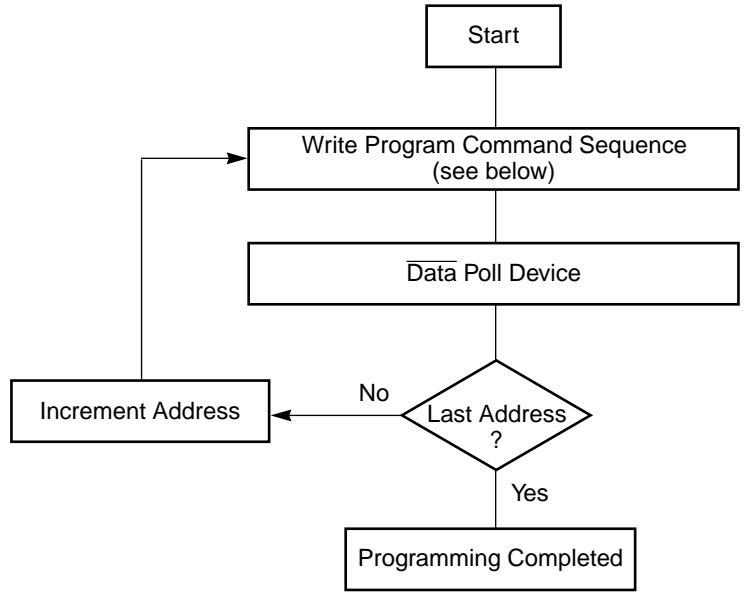 Start
Write Program Command Sequence
(see below)
Data Poll Device
No
Increment Address
Last Address
?
Yes
Programming Completed